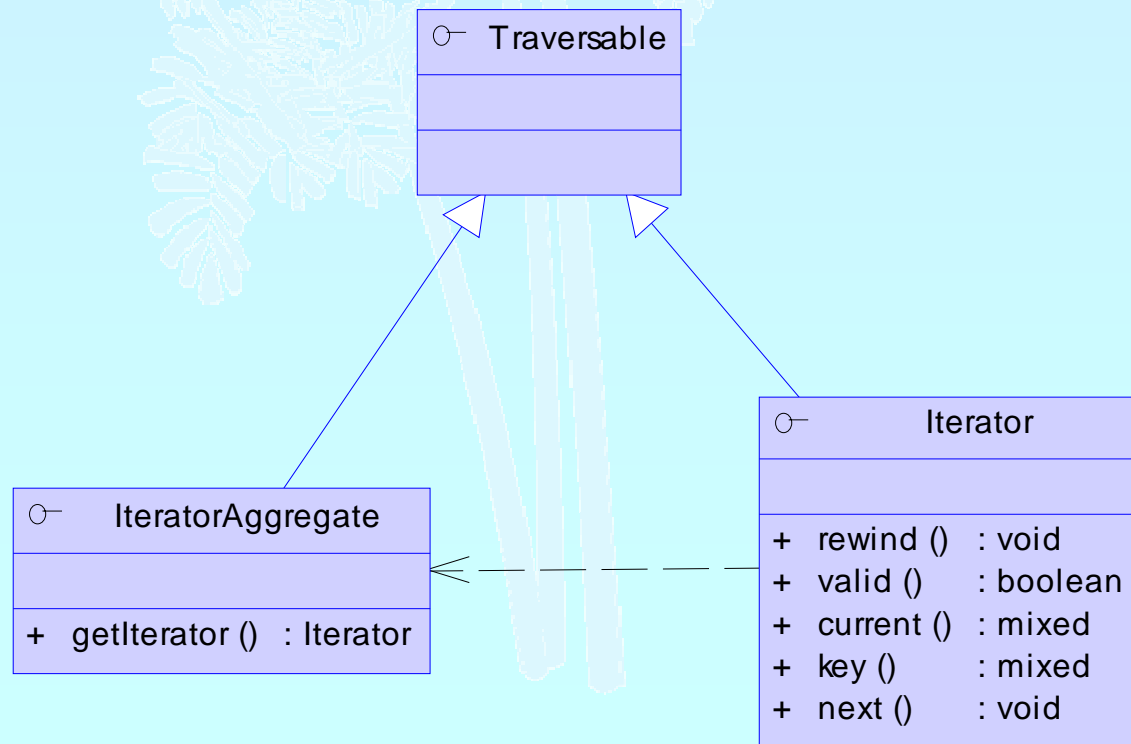 Traversable
IteratorAggregate
+ getIterator () : Iterator
Iterator
+ rewind () : void
+ valid () : boolean
+ current () : mixed
+ key () : mixed
+ next () : void